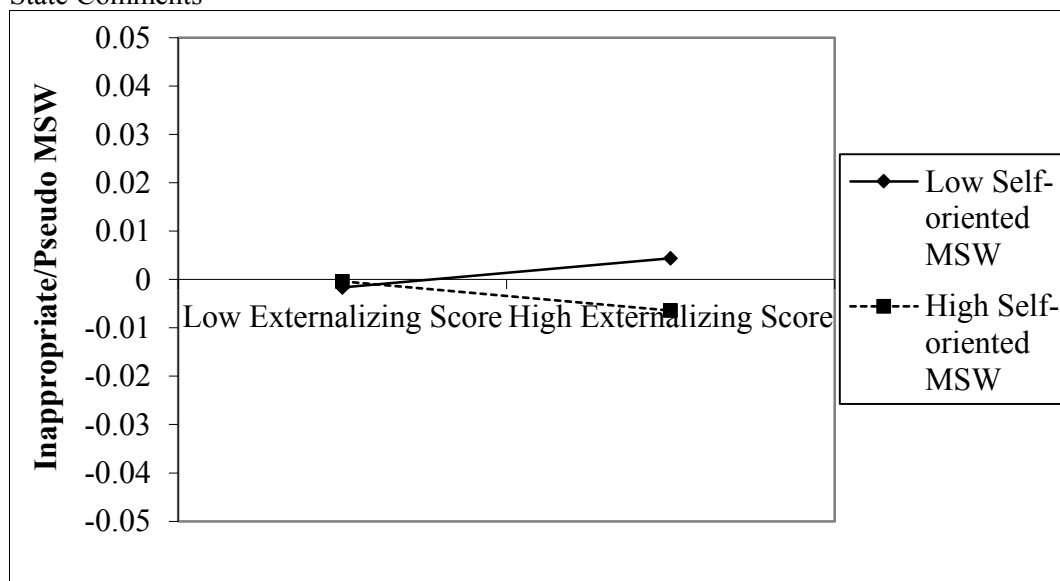 State Comments
0.05
0.04
0.03
0.02
0.01
0
-0.01
-0.02
-0.03
-0.04
-0.05
Inappropriate/Pseudo MSW
Low Externalizing Score
High Externalizing Score
Low Self-
oriented
MSW
High Self-
oriented
MSW